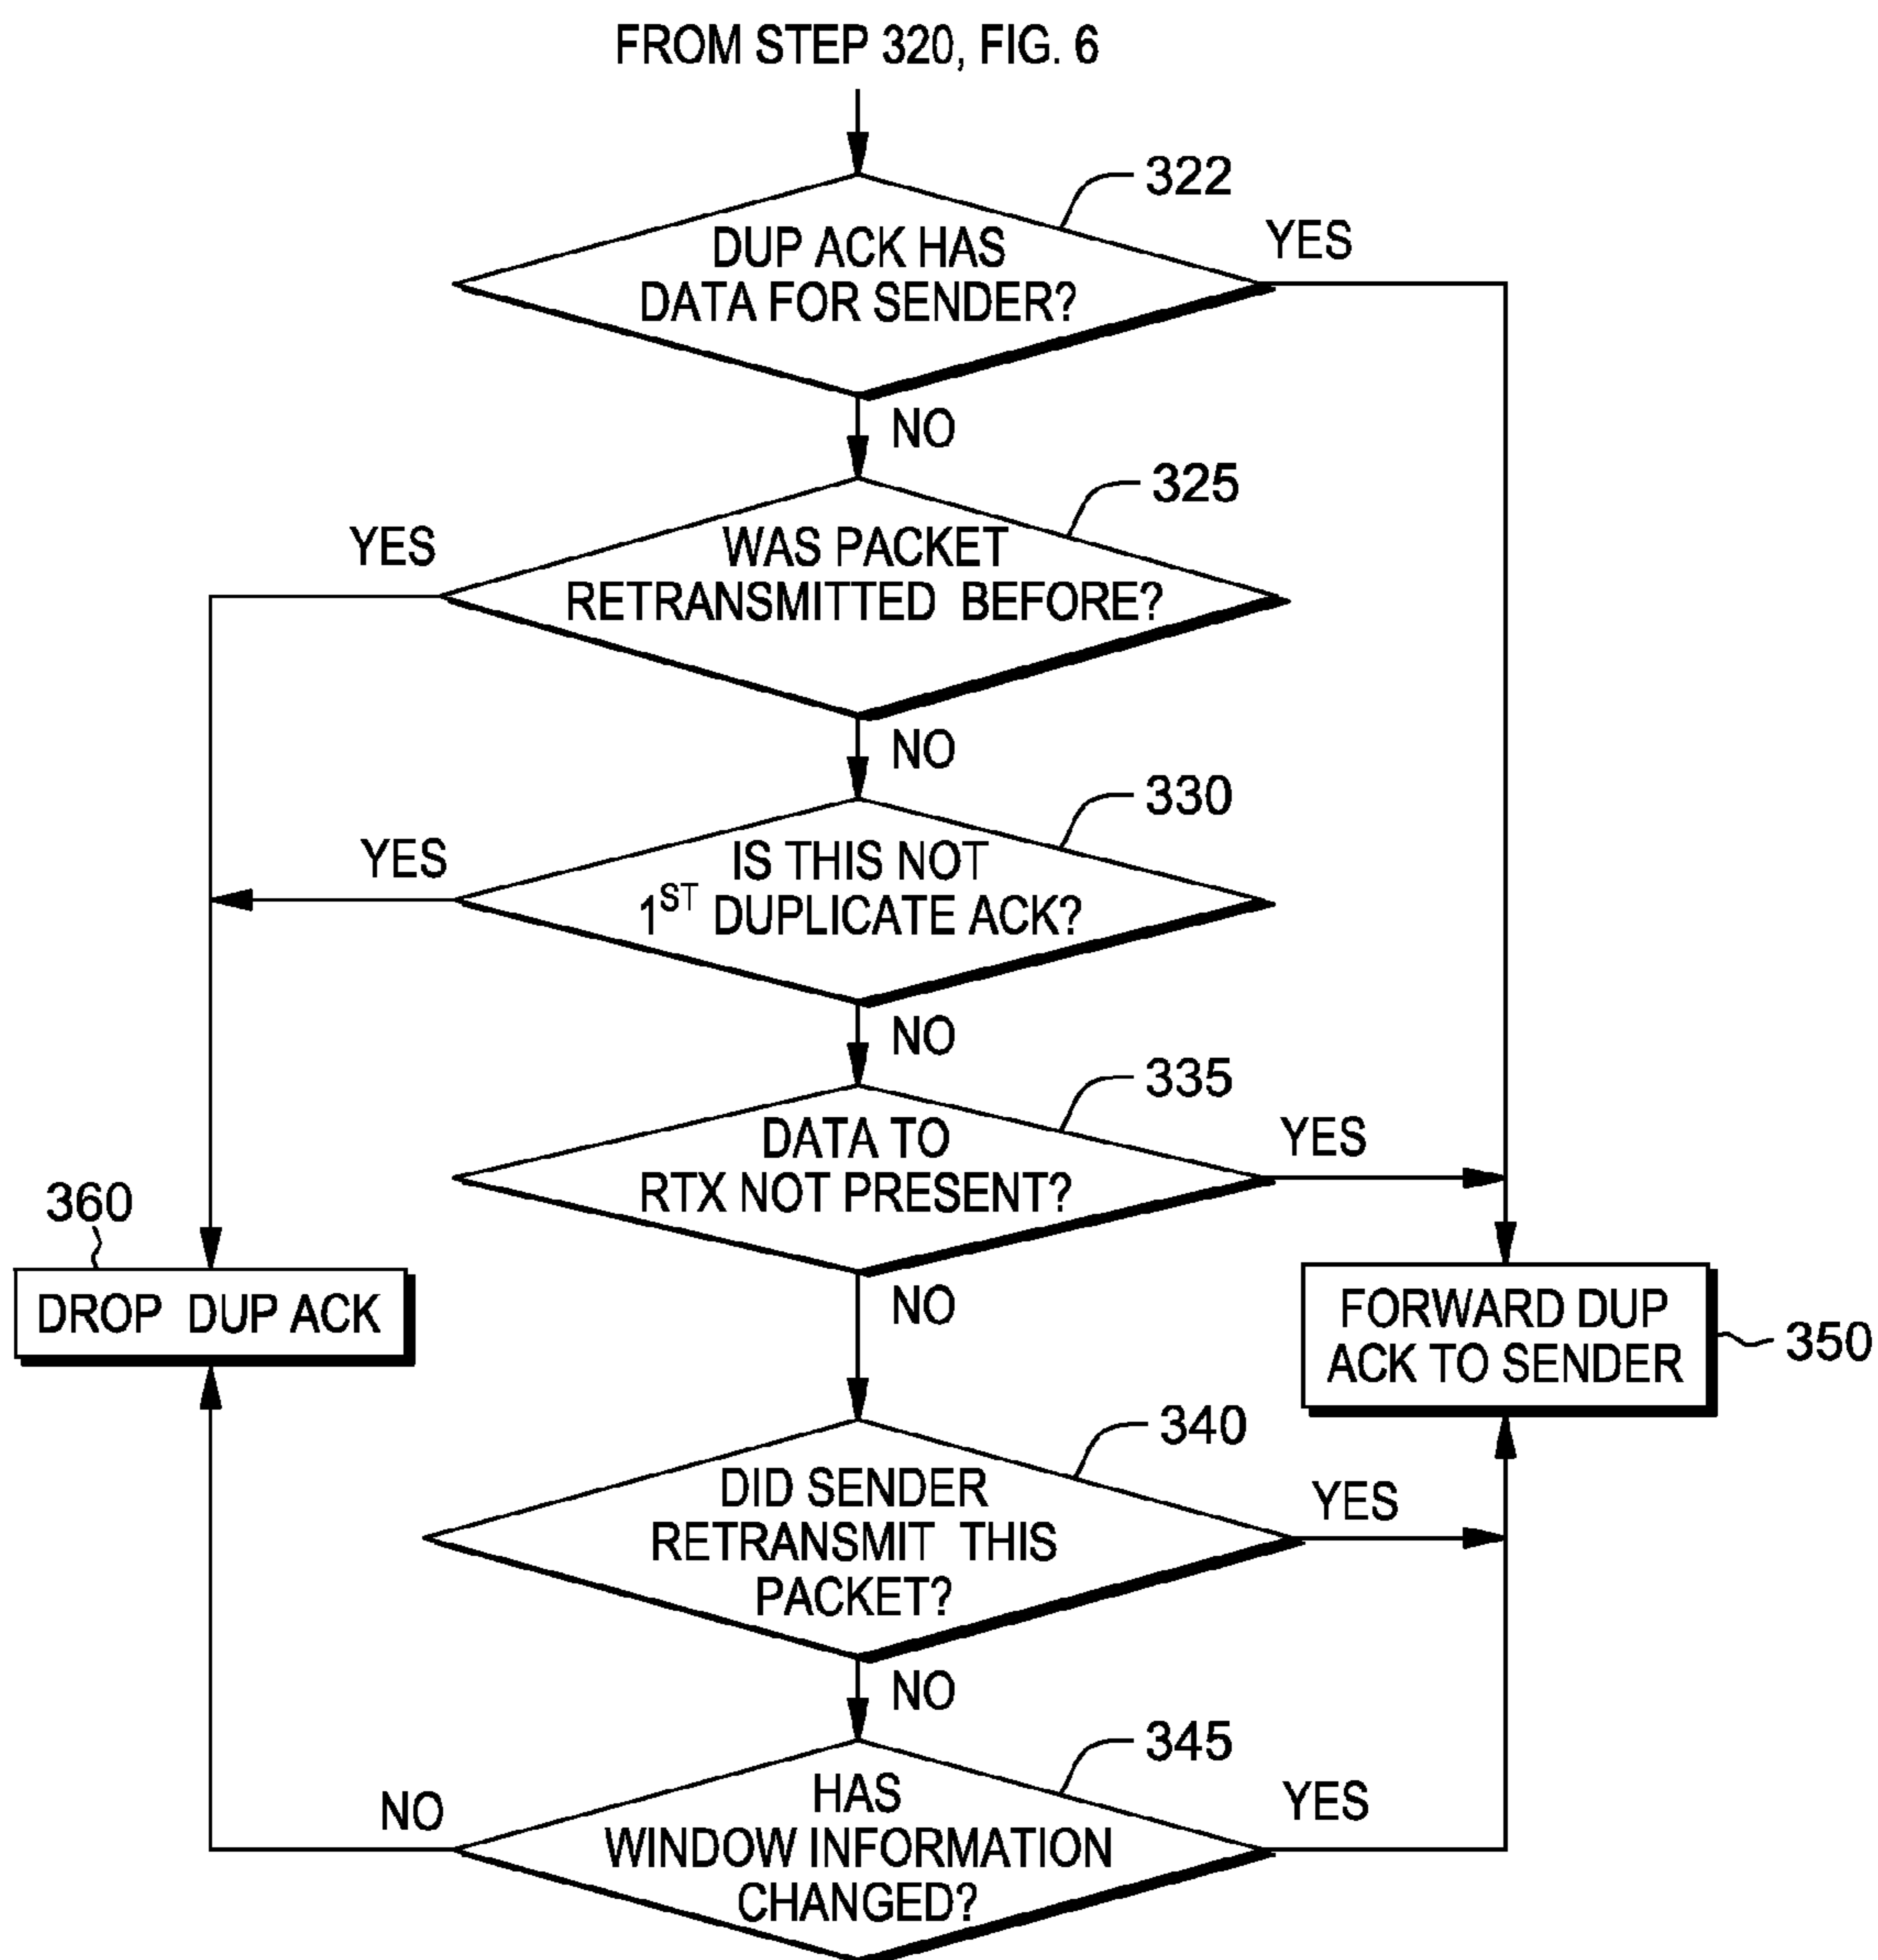 FROM STEP 320, FIG. 6
322
DUP ACK HAS
DATA FOR SENDER?
YES
NO
325
WAS PACKET
RETRANSMITTED BEFORE?
YES
NO
330
IS THIS NOT
1ST DUPLICATE ACK?
YES
NO
335
DATA TO
RTX NOT PRESENT?
YES
NO
360
DROP DUP ACK
FORWARD DUP
ACK TO SENDER
350
340
DID SENDER
RETRANSMIT THIS
PACKET?
YES
NO
345
HAS
WINDOW INFORMATION
CHANGED?
NO
YES